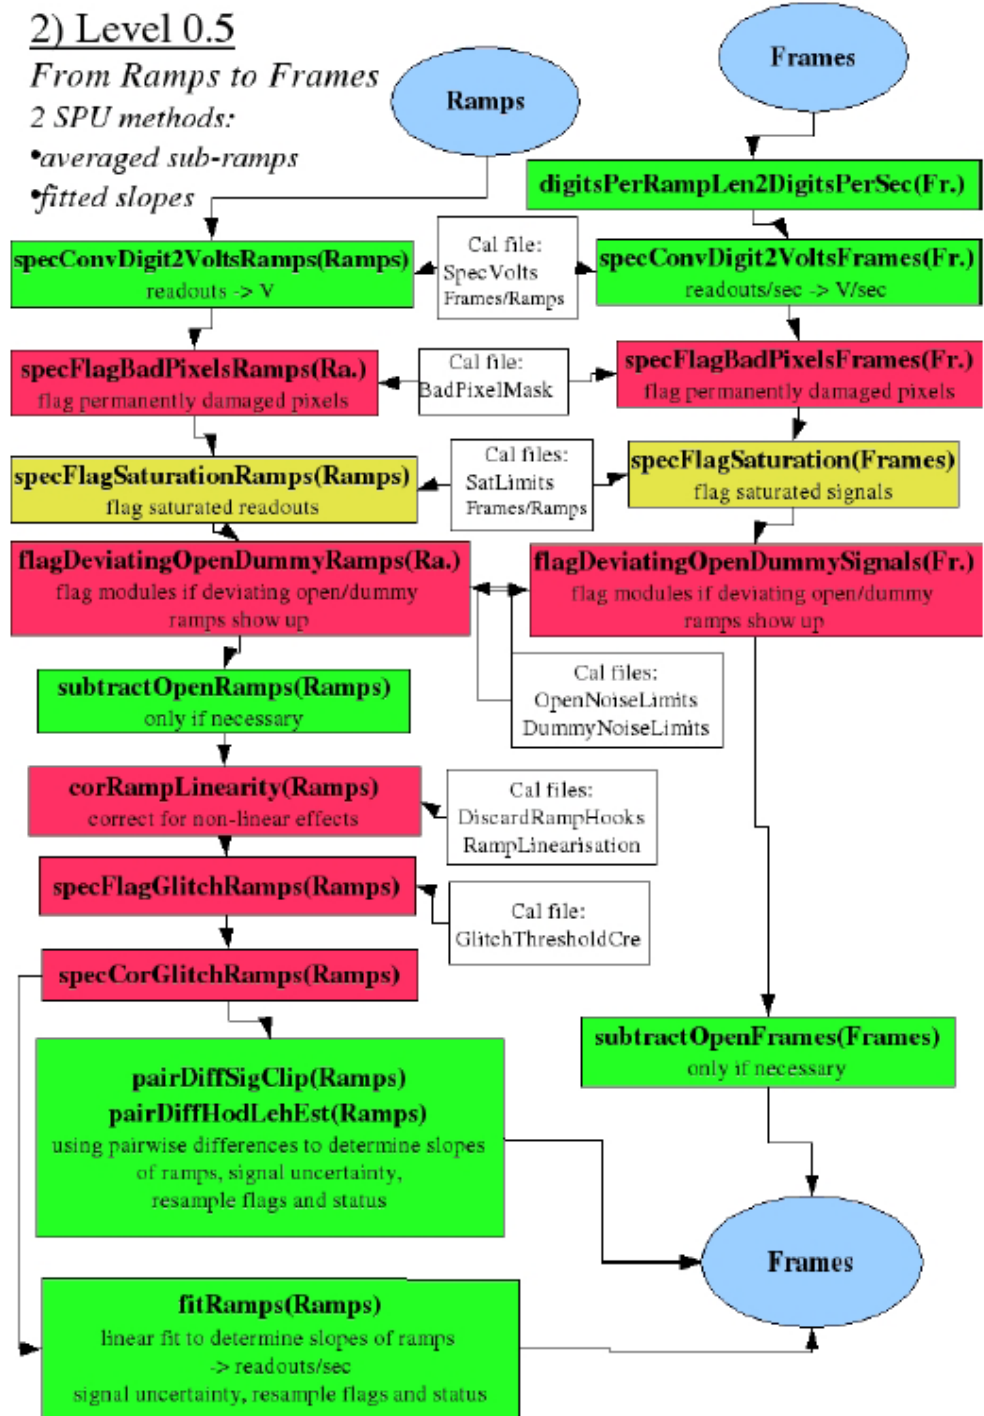 2) Level 0.5
From Ramps to Frames
2 SPU methods:
•averaged sub-ramps
•fitted slopes
Ramps
Frames
digitsPerRampLen2DigitsPerSec(Fr.)
specConvDigit2VoltsRamps(Ramps)
readouts -> V
Cal file:
SpecVolts
Frames/Ramps
specConvDigit2VoltsFrames(Fr.)
readouts/sec -> V/sec
specFlagBadPixelsRamps(Ra.)
flag permanently damaged pixels
Cal file:
BadPixelMask
specFlagBadPixelsFrames(Fr.)
flag permanently damaged pixels
specFlagSaturationRamps(Ramps)
flag saturated readouts
Cal files:
SatLimits
Frames/Ramps
specFlagSaturation(Frames)
flag saturated signals
flagDeviatingOpenDummyRamps(Ra.)
flag modules if deviating open/dummy
ramps show up
flagDeviatingOpenDummySignals(Fr.)
flag modules if deviating open/dummy
ramps show up
Cal files:
OpenNoiseLimits
DummyNoiseLimits
subtractOpenRamps(Ramps)
only if necessary
corRampLinearity(Ramps)
correct for non-linear effects
Cal files:
DiscardRampHooks
RampLinearisation
specFlagGlitchRamps(Ramps)
Cal file:
GlitchThresholdCre
specCorGlitchRamps(Ramps)
subtractOpenFrames(Frames)
only if necessary
pairDiffSigClip(Ramps)
pairDiffHodLehEst(Ramps)
using pairwise differences to determine slopes
of ramps, signal uncertainty,
resample flags and status
Frames
fitRamps(Ramps)
linear fit to determine slopes of ramps
-> readouts/sec
signal uncertainty, resample flags and status